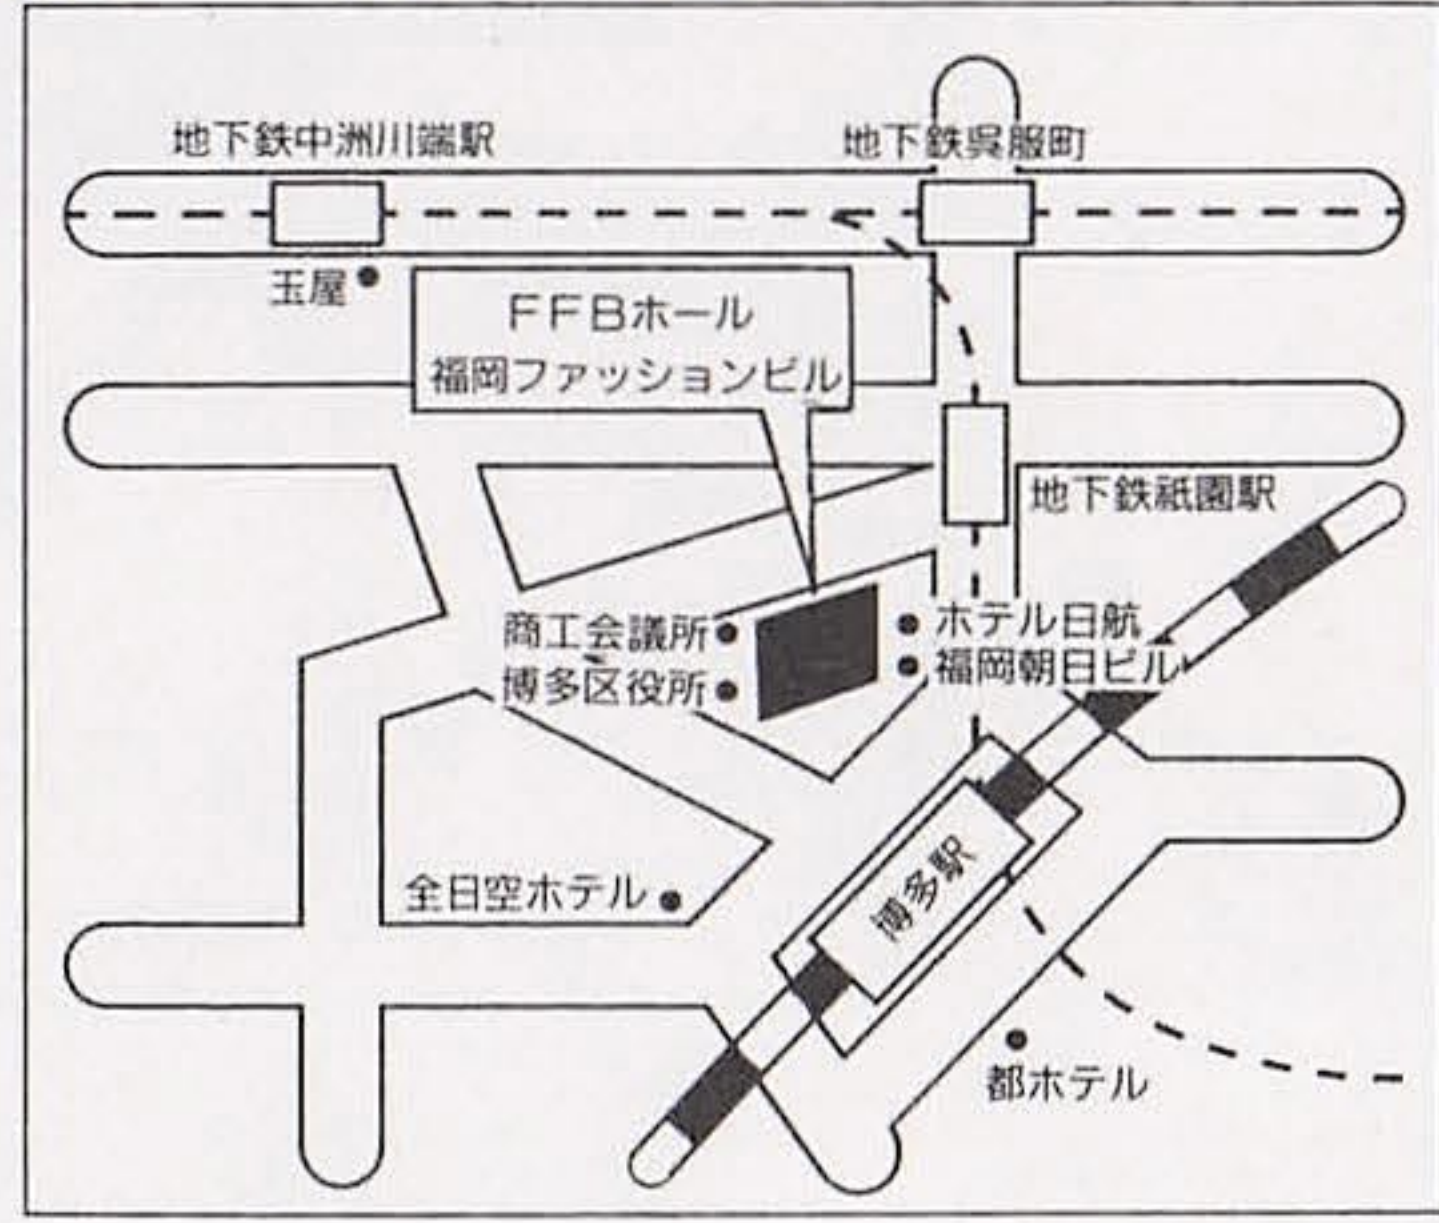 地下鉄中洲川端駅
地下鉄呉服町
玉屋
FFBホール
福岡ファッションビル
地下鉄祇園駅
商工会議所
ホテル日航
福岡朝日ビル
博多区役所
全日空ホテル
博多駅
都ホテル